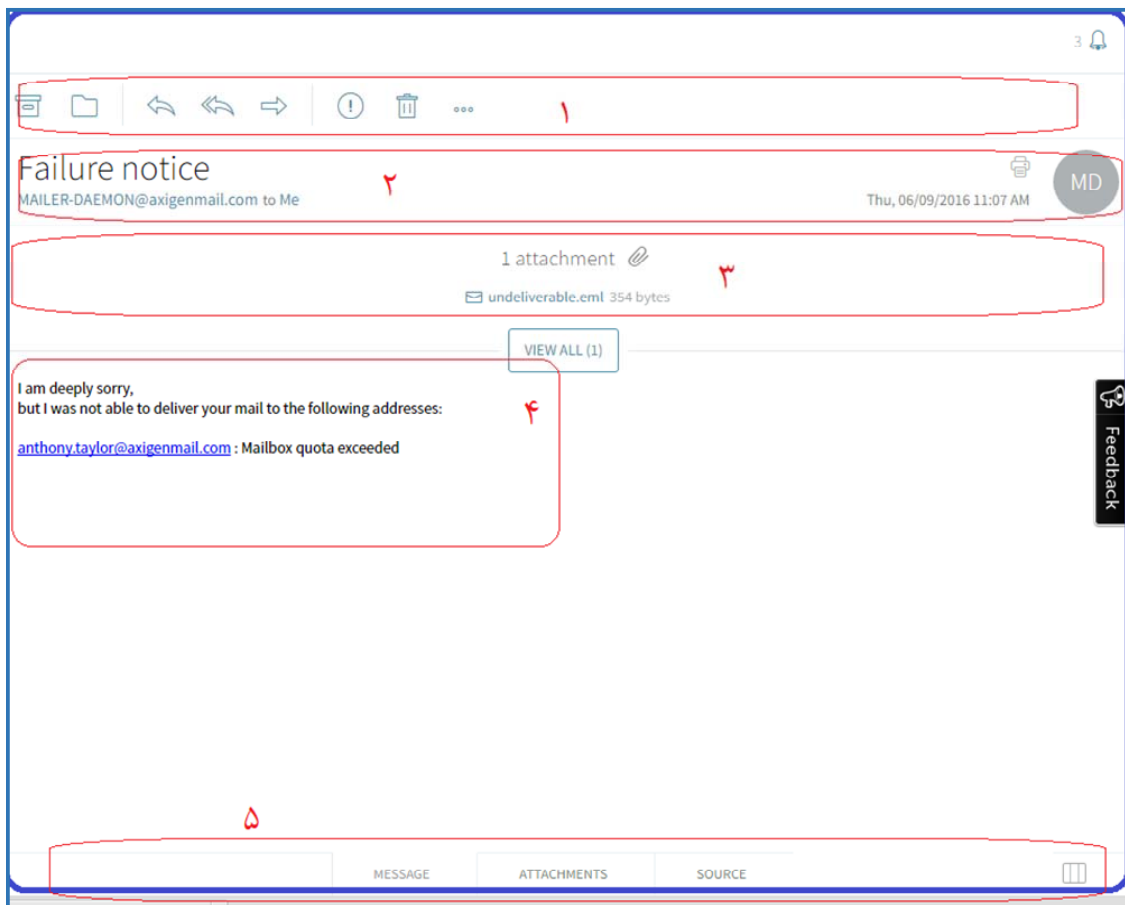 3
۱
Failure notice
۲
MD
MAILER-DAEMON@axigenmail.com to Me
Thu, 06/09/2016 11:07 AM
1 attachment
۳
undeliverable.eml 354 bytes
VIEW ALL (1)
I am deeply sorry,
but I was not able to deliver your mail to the following addresses:
۴
anthony.taylor@axigenmail.com : Mailbox quota exceeded
Feedback
۵
MESSAGE ATTACHMENTS SOURCE